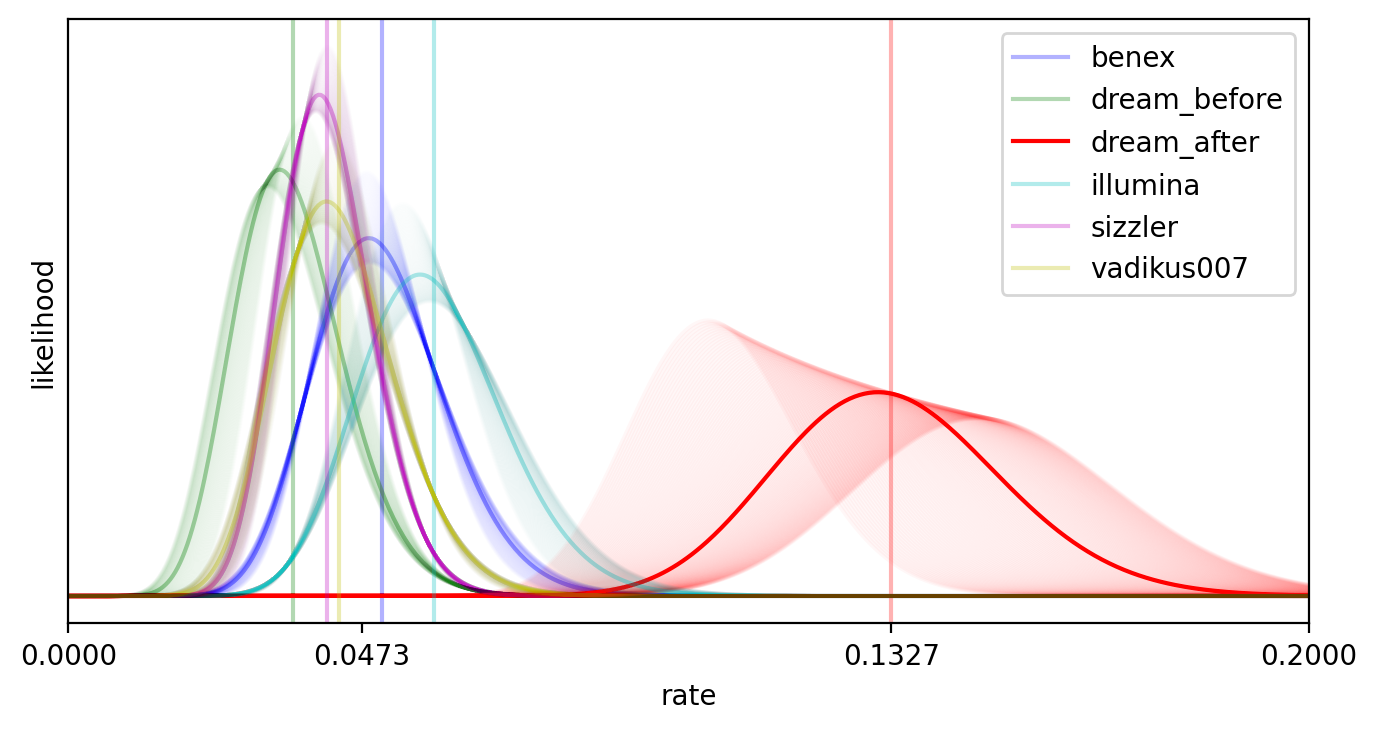 benex
dream_before
dream_after
illumina
sizzler
vadikus007
likelihood
0.0000
0.0473
0.1327
0.2000
rate